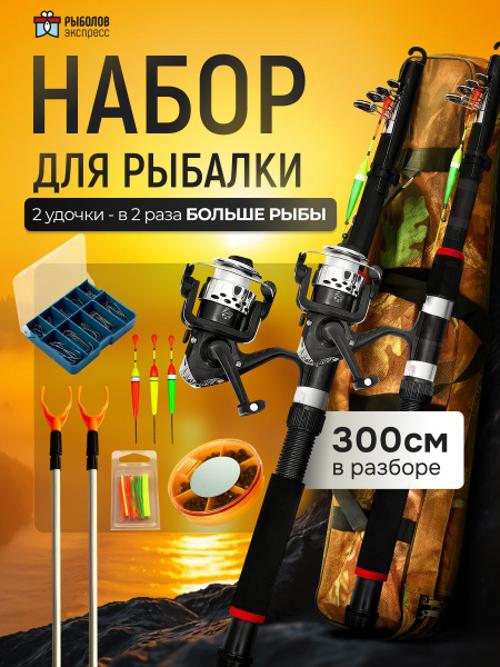 РЫБОЛОВ
экспресс
НАБОР
ДЛЯ РЫБАЛКИ
2 удочки - в 2 раза БОЛЬШЕ РЫБЫ
300см
в разборе